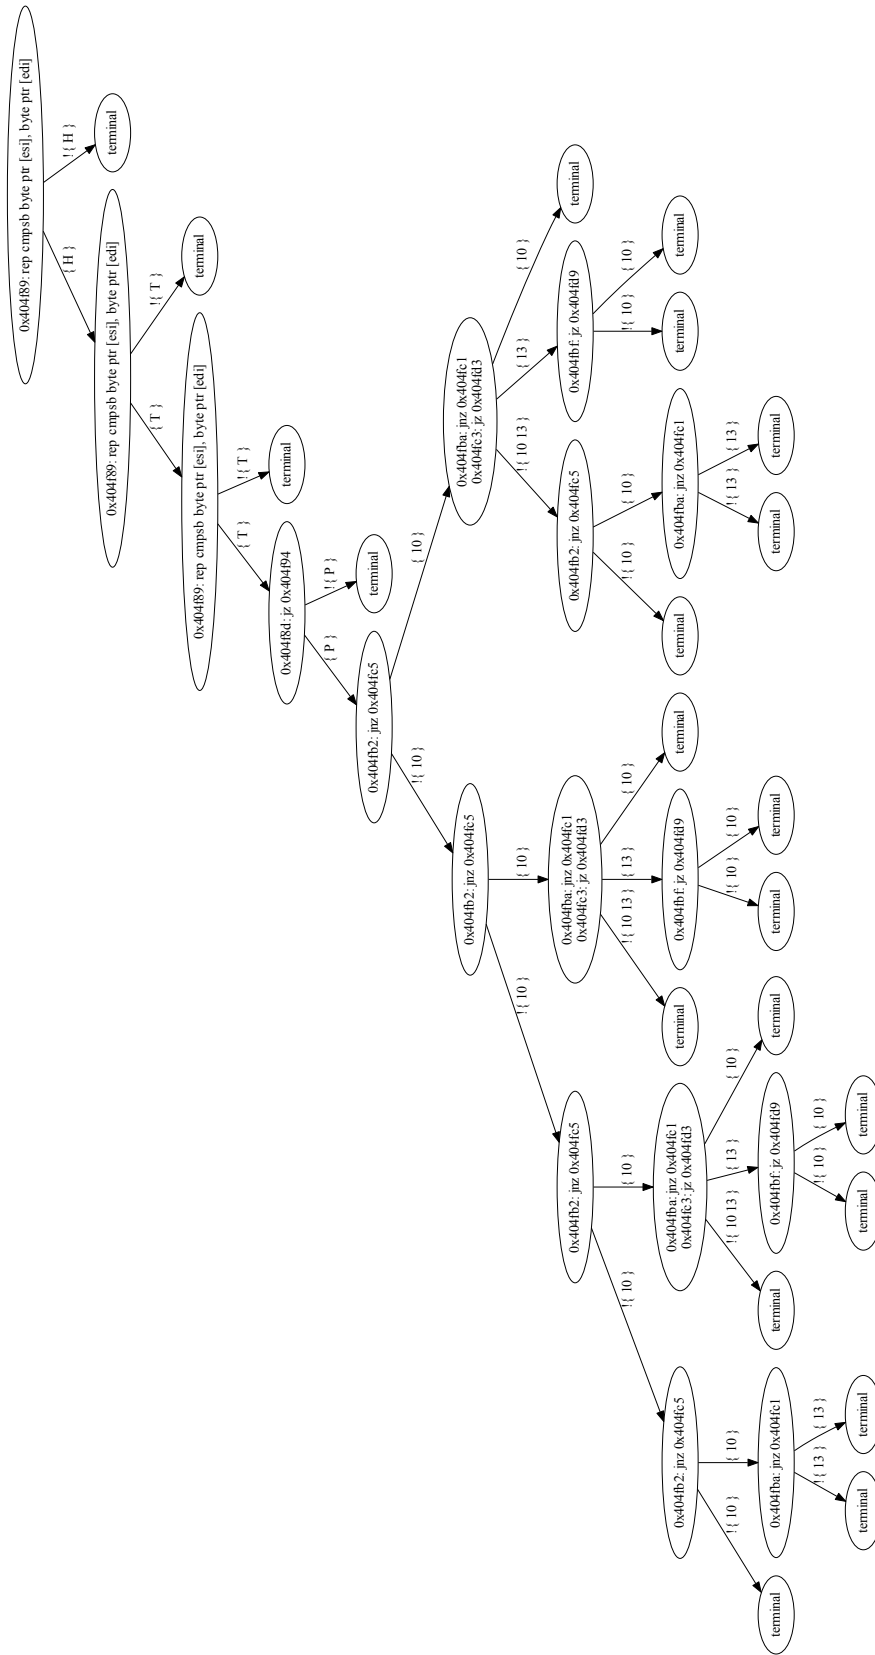 0x404f89: rep cmpsb byte ptr [esi], byte ptr [edi]
{ H }
!{ H }
0x404f89: rep cmpsb byte ptr [esi], byte ptr [edi]
terminal
{ T }
!{ T }
0x404f89: rep cmpsb byte ptr [esi], byte ptr [edi]
terminal
{ T }
!{ T }
0x404f8d: jz 0x404f94
terminal
{ P }
!{ P }
0x404fb2: jnz 0x404fc5
terminal
!{ 10 }
{ 10 }
0x404fb2: jnz 0x404fc5
0x404fba: jnz 0x404fc1
0x404fc3: jz 0x404fd3
!{ 10 }
{ 10 }
!{ 10 13 }
{ 13 }
{ 10 }
0x404fb2: jnz 0x404fc5
0x404fba: jnz 0x404fc1
0x404fc3: jz 0x404fd3
0x404fb2: jnz 0x404fc5
0x404fbf: jz 0x404fd9
terminal
!{ 10 }
{ 10 }
!{ 10 13 }
{ 13 }
{ 10 }
!{ 10 }
{ 10 }
!{ 10 }
{ 10 }
0x404fb2: jnz 0x404fc5
0x404fba: jnz 0x404fc1
0x404fc3: jz 0x404fd3
terminal
0x404fbf: jz 0x404fd9
terminal
terminal
0x404fba: jnz 0x404fc1
terminal
terminal
!{ 10 }
{ 10 }
!{ 10 13 }
{ 13 }
{ 10 }
!{ 10 }
{ 10 }
!{ 13 }
{ 13 }
terminal
0x404fba: jnz 0x404fc1
terminal
0x404fbf: jz 0x404fd9
terminal
terminal
terminal
terminal
terminal
!{ 13 }
{ 13 }
!{ 10 }
{ 10 }
terminal
terminal
terminal
terminal